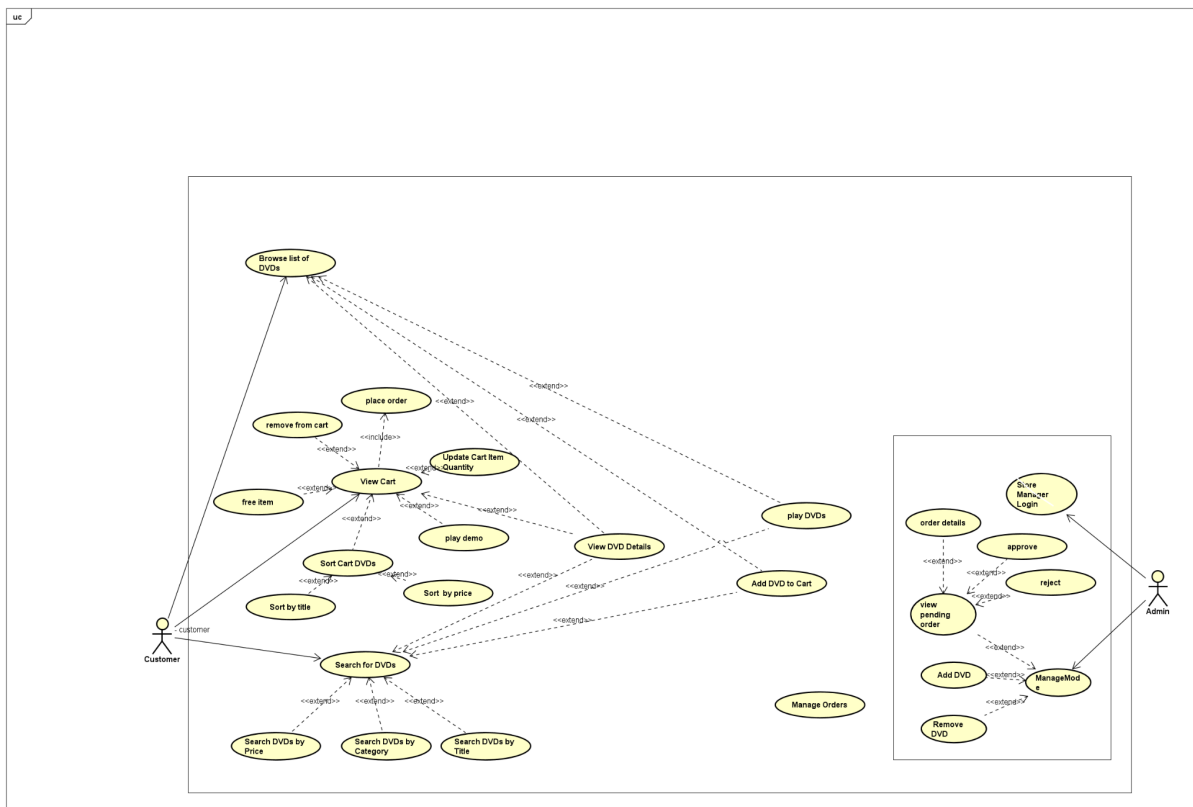 uc
Browse list of
DVDs
<<extend>>
place order
<<extend>>
<<extend>>
remove from cart
<<include>>
<<extend>>
Update Cart Item
Quantity
<<extend>>
View Cart
<<extend>>
free item
<<extend>>
<<extend>>
play demo
View DVD Details
play DVDs
Sort Cart DVDs
<<extend>>
<<extend>>
Sort by title
Sort by price
<<extend>>
<<extend>>
Add DVD to Cart
<<extend>>
- customer
Customer
Search for DVDs
<<extend>>
<<extend>>
<<extend>>
Search DVDs by
Price
Search DVDs by
Category
Search DVDs by
Title
Manage Orders
Store
Manager
Login
order details
approve
<<extend>>
<<extend>>
reject
<<extend>>
view
pending
order
Admin
<<extend>>
Add DVD
<<extend>>
ManageMod
e
<<extend>>
Remove
DVD